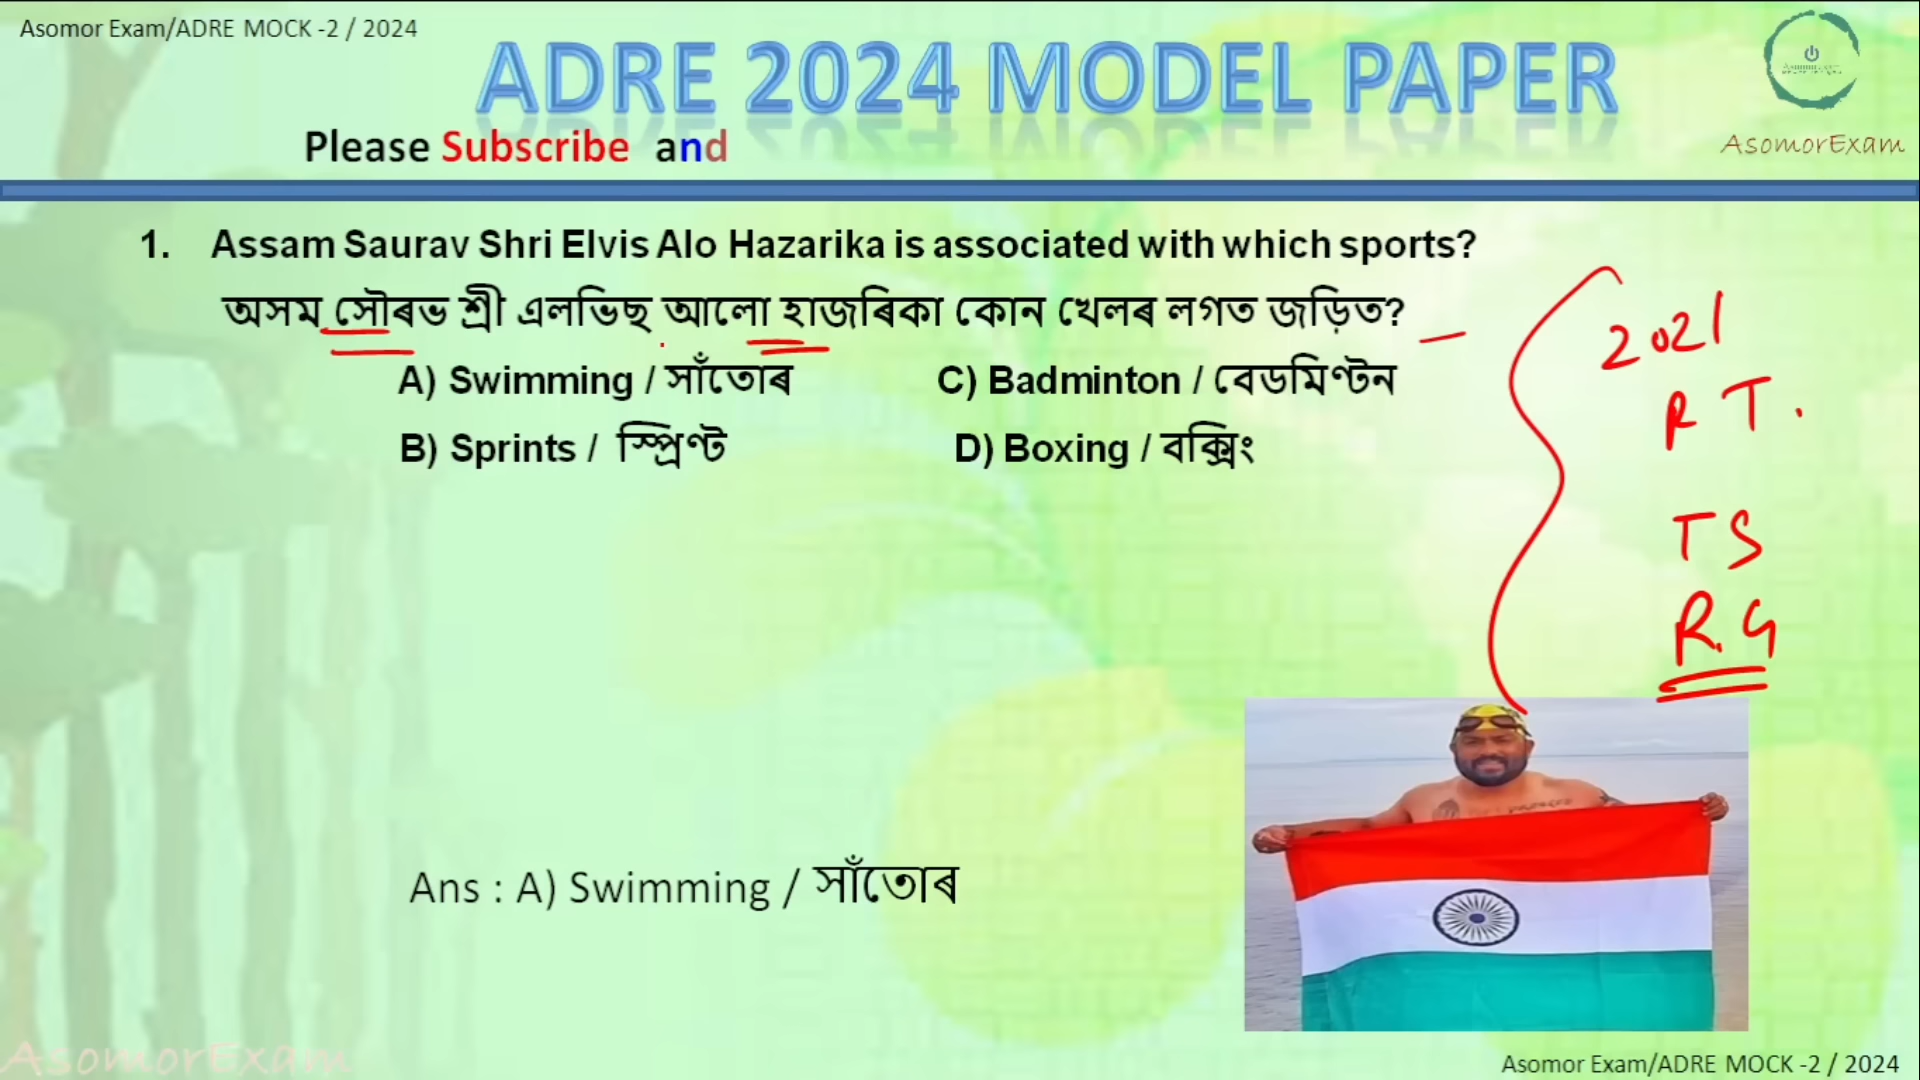 Asomor Exam/ADRE MOCK -2 / 2024
ADRE 2024 MODEL PAPER
Please Subscribe and
AsomorExam
1. Assam Saurav Shri Elvis Alo Hazarika is associated with which sports?
অসম সৌৰভ শ্ৰী এলভিছ আলো হাজৰিকা কোন খেলৰ লগত জড়িত?
A) Swimming / সাঁতোৰ
C) Badminton / বেডমিণ্টন
B) Sprints / স্প্ৰিণ্ট
D) Boxing / বক্সিং
2021
R T.
T S
R.G
Ans : A) Swimming / সাঁতোৰ
AsomorExam
Asomor Exam/ADRE MOCK -2 / 2024